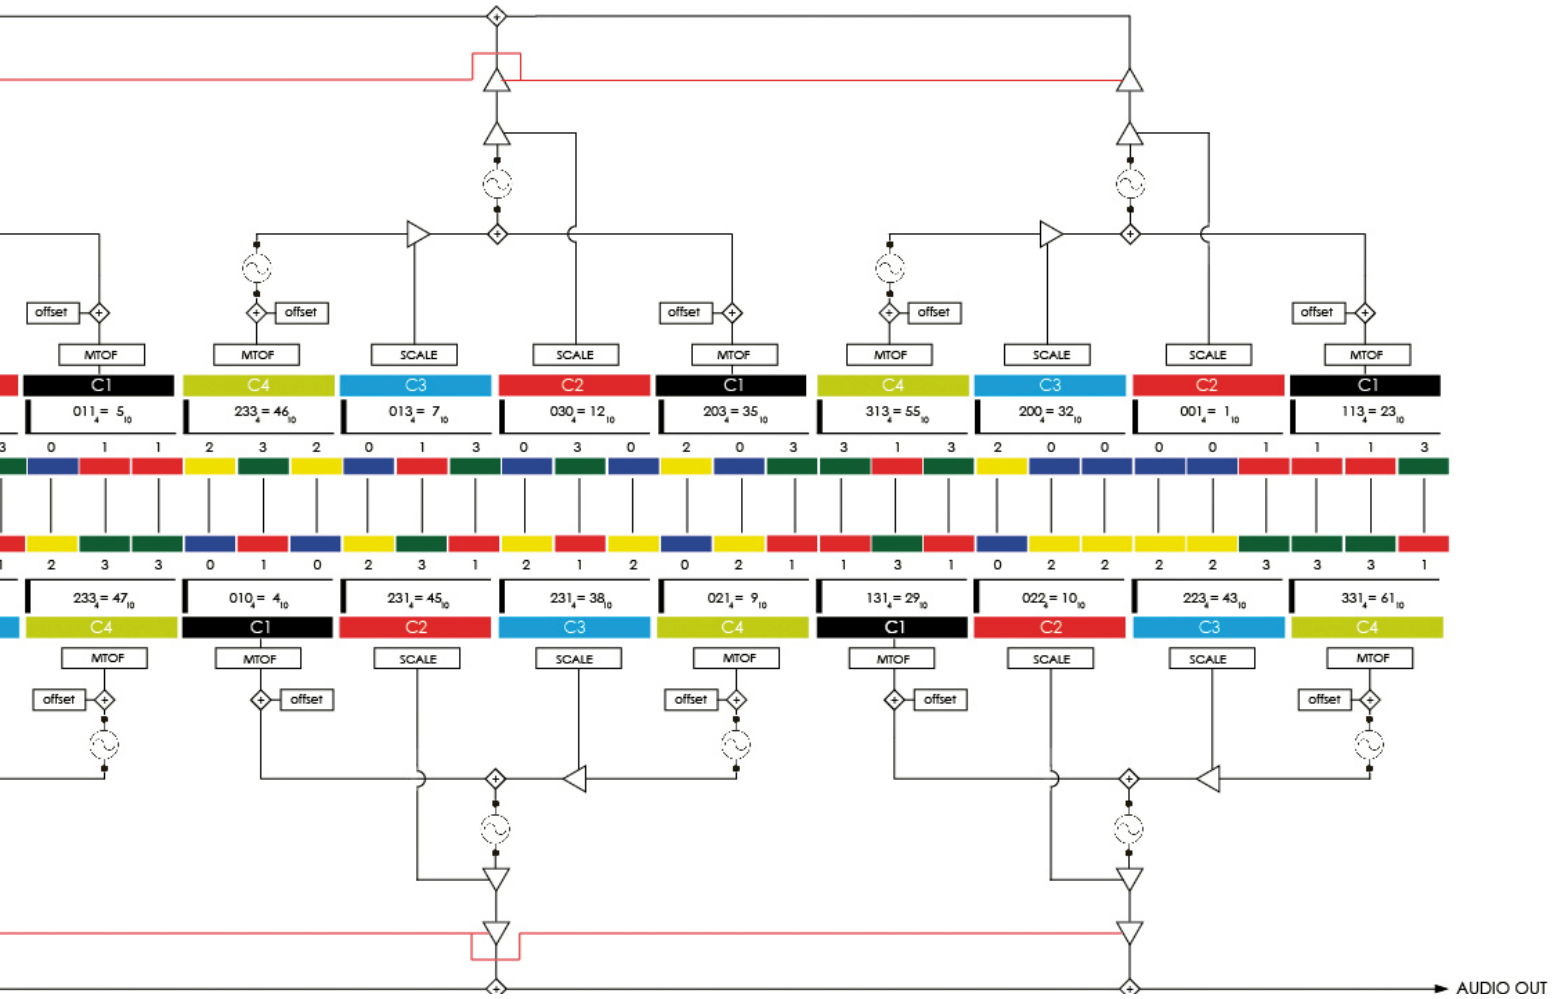 offset offset offset offset offset
MTOF MTOF SCALE SCALE MTOF MTOF SCALE SCALE MTOF
C1 C4 C3 C2 C1 C4 C3 C2 C1
011₄ = 5₁₀ 233₄ = 46₁₀ 013₄ = 7₁₀ 030₄ = 12₁₀ 203₄ = 35₁₀ 313₄ = 55₁₀ 200₄ = 32₁₀ 001₄ = 1₁₀ 113₄ = 23₁₀
3 0 1 1 2 3 2 0 1 3 0 3 0 2 0 3 3 1 3 2 0 0 0 0 1 1 1 3
1 2 3 3 0 1 0 2 3 1 2 1 2 0 2 1 1 3 1 0 2 2 2 2 3 3 3 1
233₄ = 47₁₀ 010₄ = 4₁₀ 231₄ = 45₁₀ 231₄ = 38₁₀ 021₄ = 9₁₀ 131₄ = 29₁₀ 022₄ = 10₁₀ 223₄ = 43₁₀ 331₄ = 61₁₀
C4 C1 C2 C3 C4 C1 C2 C3 C4
MTOF MTOF SCALE SCALE MTOF MTOF SCALE SCALE MTOF
offset offset offset offset offset
AUDIO OUT